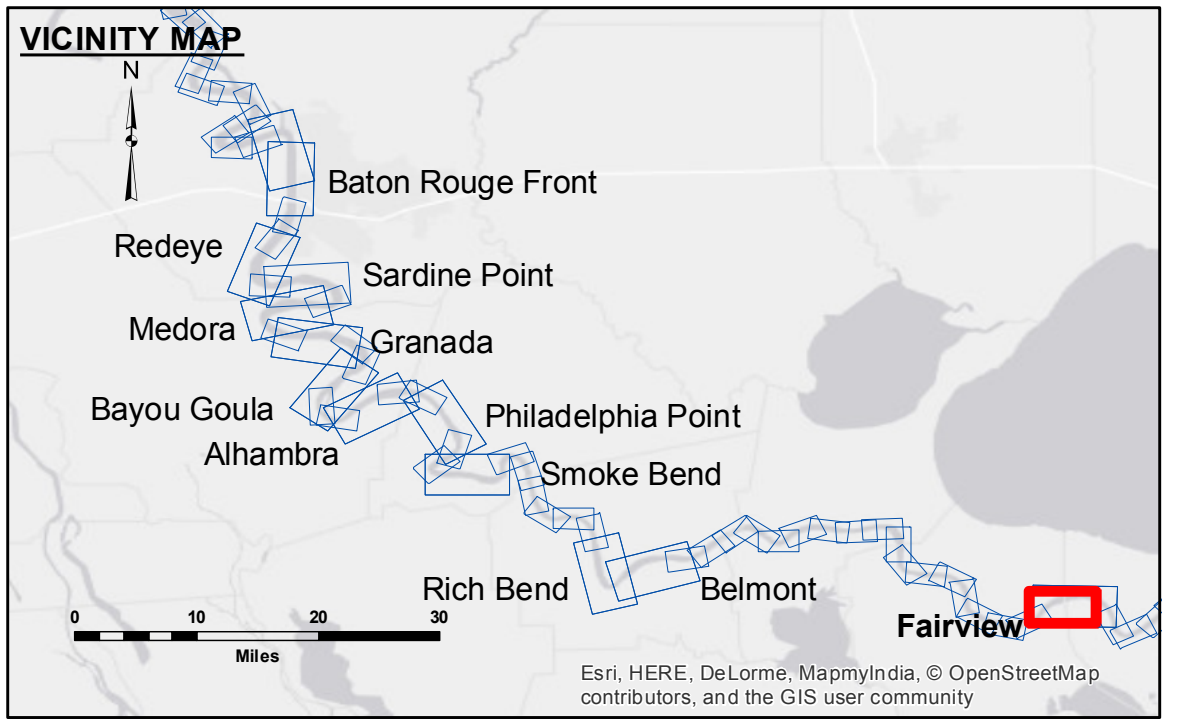 VICINITY MAP
N
Baton Rouge Front
Redeye
Sardine Point
Medora
Granada
Bayou Goula
Philadelphia Point
Alhambra
Smoke Bend
Rich Bend
Belmont
Fairview
0 10 20 30
Miles
Esri, HERE, DeLorme, MapmyIndia, © OpenStreetMap
contributors, and the GIS user community